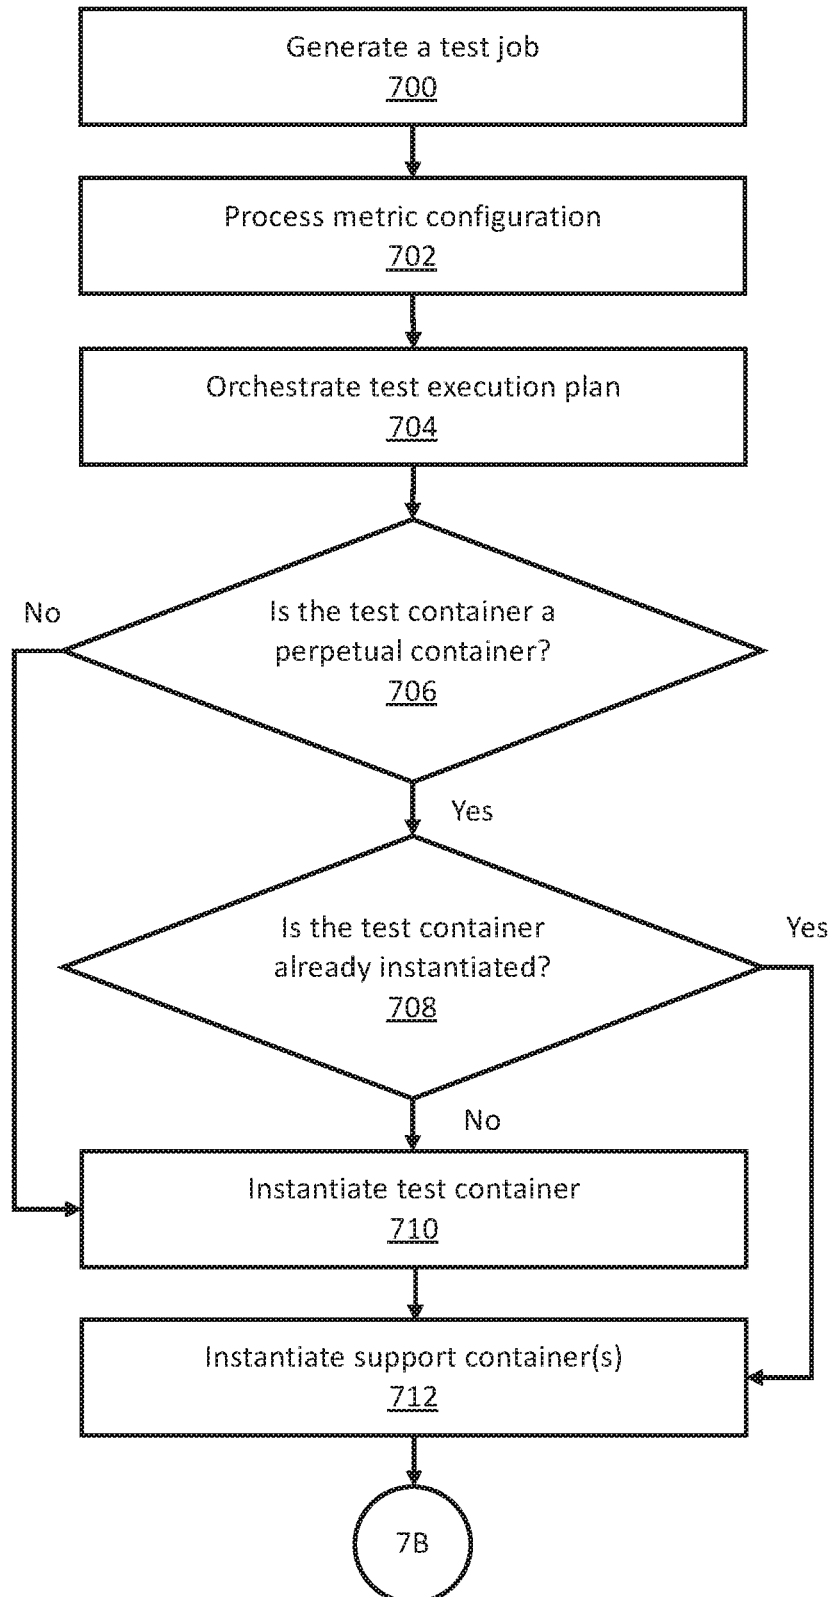 Generate a test job
700
Process metric configuration
702
Orchestrate test execution plan
704
No
Is the test container a
perpetual container?
706
Yes
Is the test container
already instantiated?
708
Yes
No
Instantiate test container
710
Instantiate support container(s)
712
7B